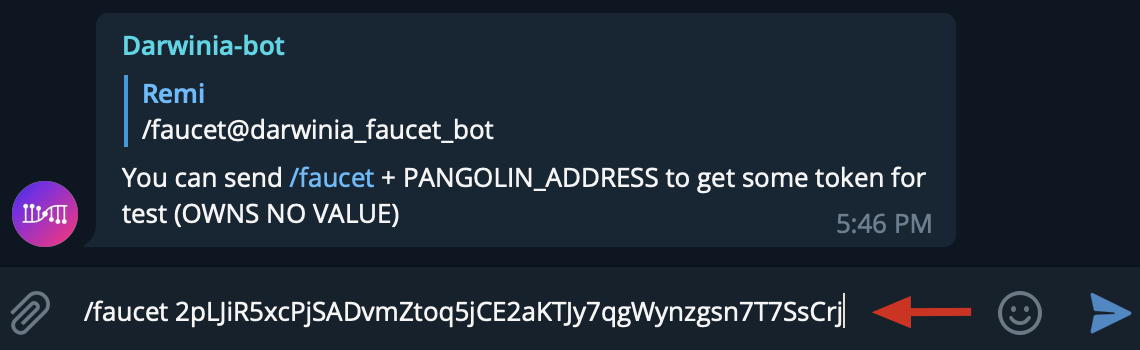 Darwinia-bot
Remi
/faucet@darwinia_faucet_bot
You can send /faucet + PANGOLIN_ADDRESS to get some token for
test (OWNS NO VALUE)
5:46 PM
/faucet 2pLJiR5xcPjSADvmZtoq5jCE2aKTJy7qgWynzgsn7T7SsCrj